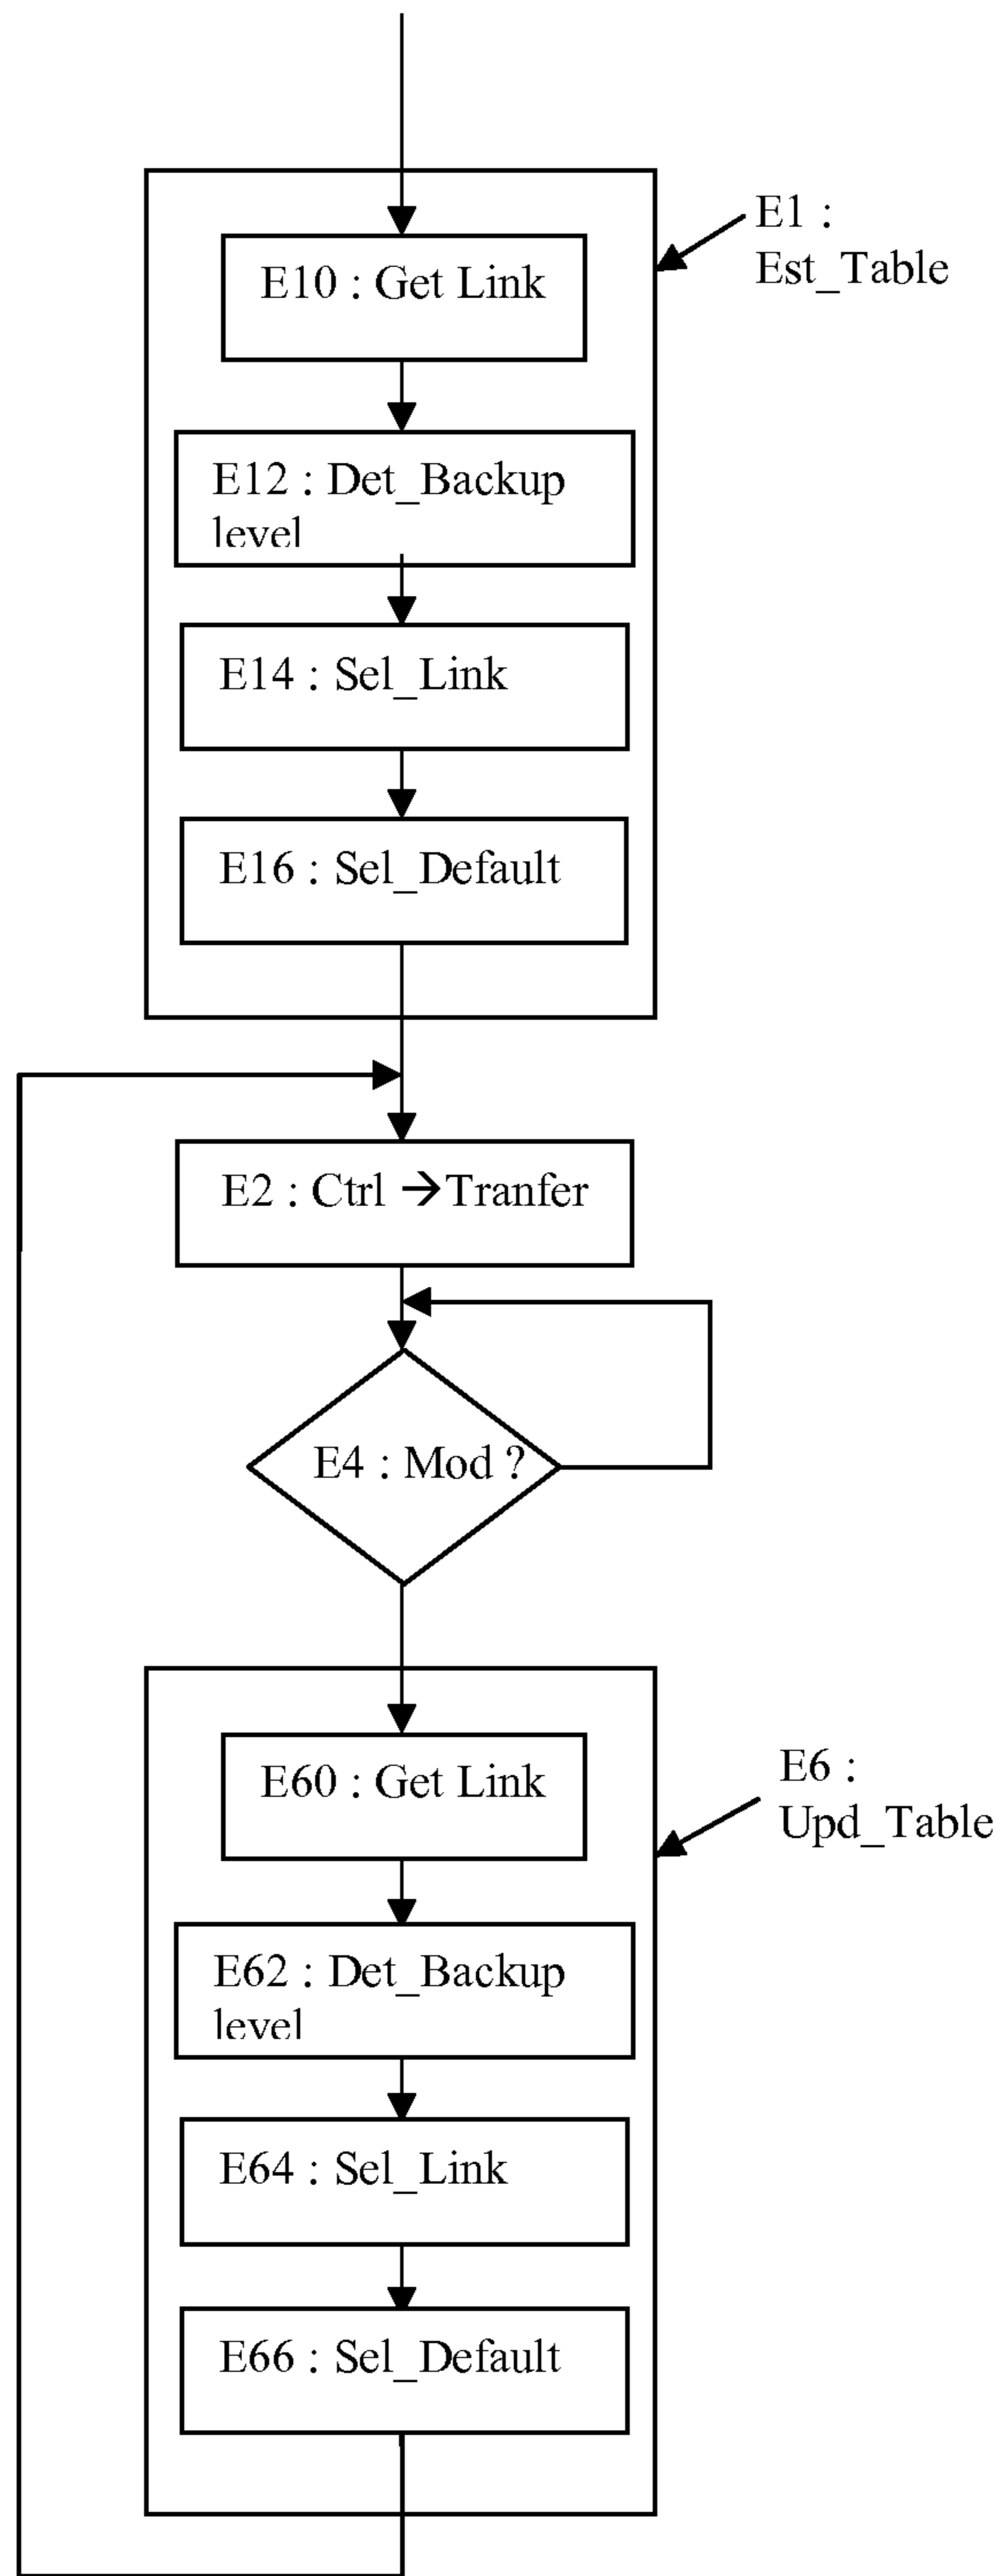 E1 :
Est_Table
E10 : Get Link
E12 : Det_Backup
level
E14 : Sel_Link
E16 : Sel_Default
E2 : Ctrl →Tranfer
E4 : Mod ?
E6 :
Upd_Table
E60 : Get Link
E62 : Det_Backup
level
E64 : Sel_Link
E66 : Sel_Default